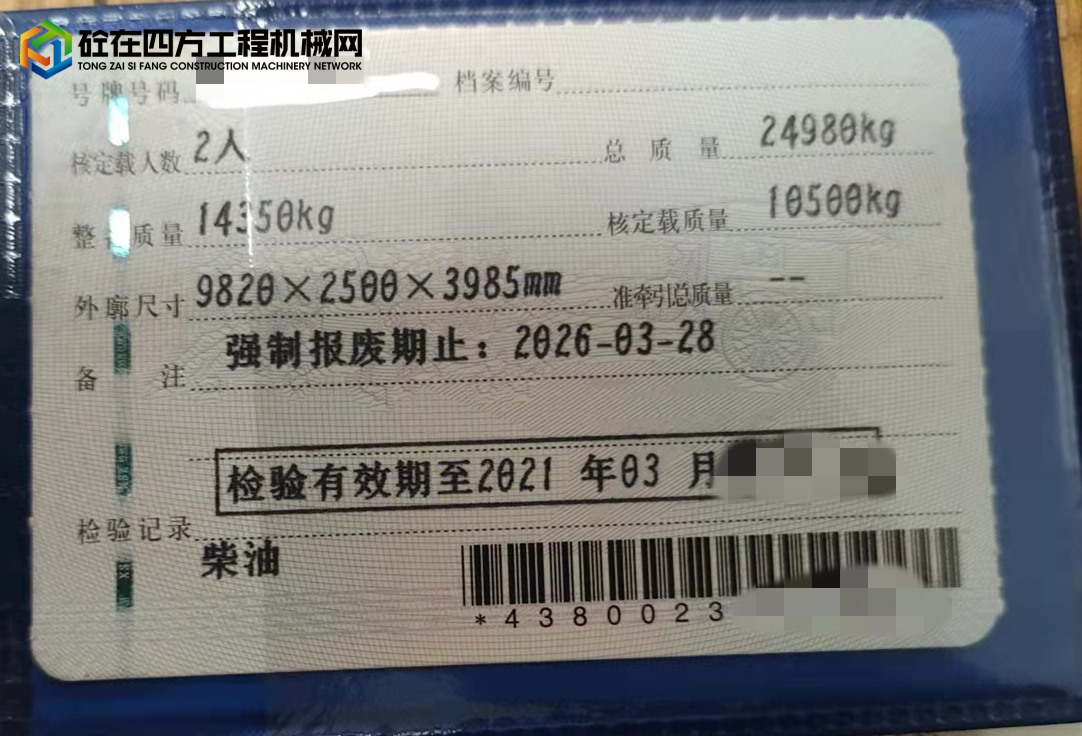 砼在四方工程机械网
TONG ZAI SI FANG CONSTRUCTION MACHINERY NETWORK
号牌号码 档案编号
核定载人数 2人 总质量 24980kg
整备质量 14350kg 核定载质量 10500kg
外廓尺寸 9820×2500×3985mm 准牵引总质量 --
备注 强制报废期止：2026-03-28
检验有效期至2021 年03 月
检验记录
柴油
*4380023